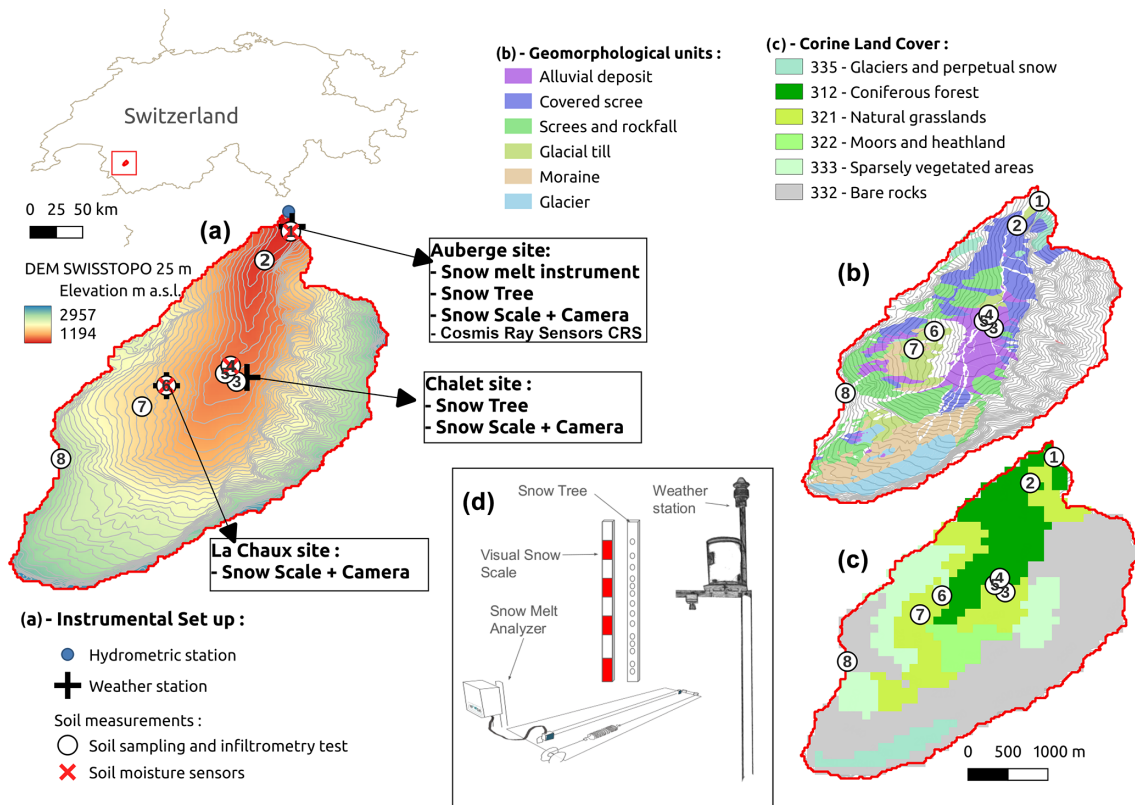 Switzerland
0 25 50 km
DEM SWISSTOPO 25 m
Elevation m a.s.l.
2957
1194
(a)
1
2
4
S
3
6
7
8
Auberge site :
- Snow melt instrument
- Snow Tree
- Snow Scale + Camera
- Cosmis Ray Sensors CRS
Chalet site :
- Snow Tree
- Snow Scale + Camera
La Chaux site :
- Snow Scale + Camera
(a) - Instrumental Set up :
Hydrometric station
Weather station
Soil measurements :
Soil sampling and infiltrometry test
Soil moisture sensors
(b) - Geomorphological units :
Alluvial deposit
Covered scree
Screes and rockfall
Glacial till
Moraine
Glacier
(c) - Corine Land Cover :
335 - Glaciers and perpetual snow
312 - Coniferous forest
321 - Natural grasslands
322 - Moors and heathland
333 - Sparsely vegetated areas
332 - Bare rocks
(b)
1
2
4
S
3
6
7
8
(c)
1
2
4
S
3
6
7
8
0 500 1000 m
(d)
Snow Tree
Weather
station
Visual Snow
Scale
Snow Melt
Analyzer